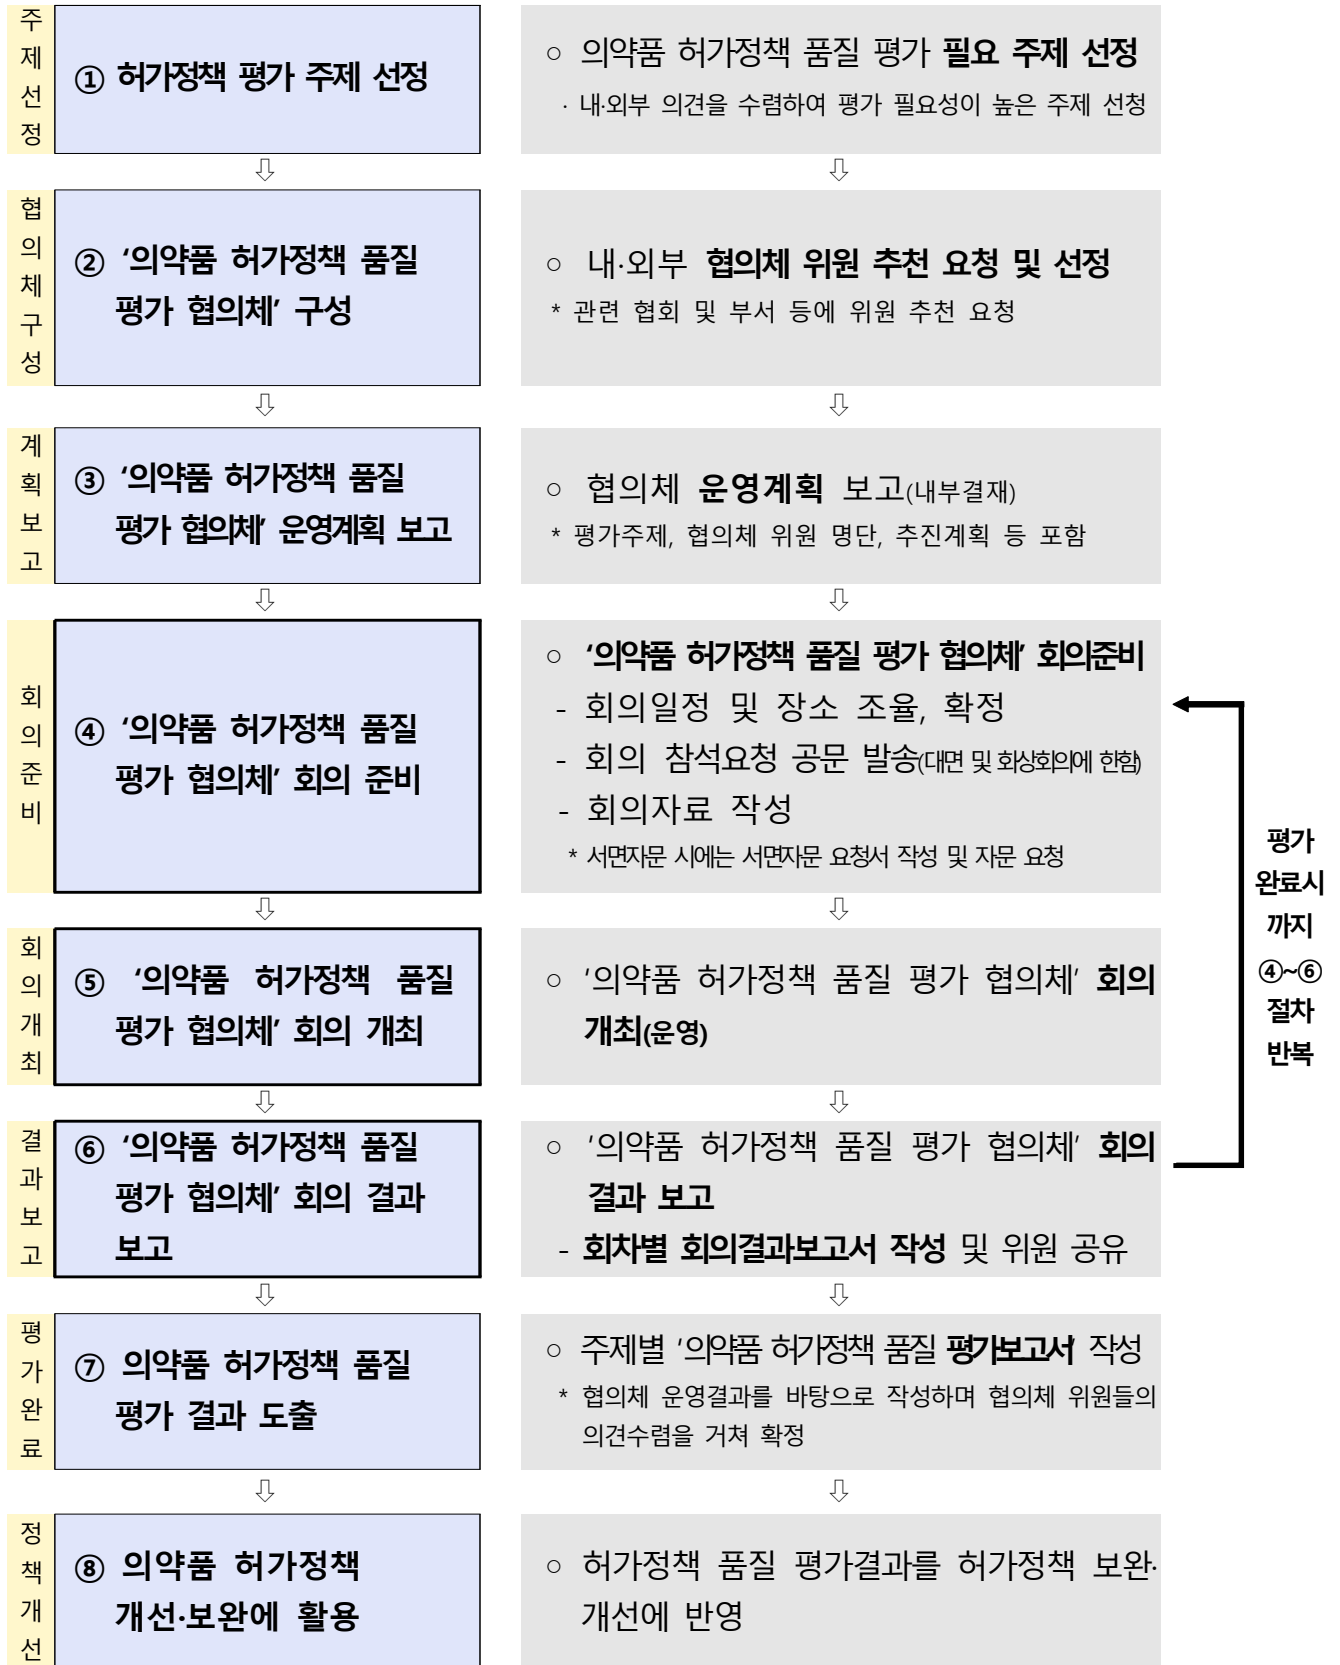 주제선정
① 허가정책 평가 주제 선정
○ 의약품 허가정책 품질 평가 필요 주제 선정
· 내·외부 의견을 수렴하여 평가 필요성이 높은 주제 선청
⇩ ⇩
협의체구성
② ‘의약품 허가정책 품질
평가 협의체’ 구성
○ 내·외부 협의체 위원 추천 요청 및 선정
* 관련 협회 및 부서 등에 위원 추천 요청
⇩ ⇩
계획보고
③ ‘의약품 허가정책 품질
평가 협의체’ 운영계획 보고
○ 협의체 운영계획 보고(내부결재)
* 평가주제, 협의체 위원 명단, 추진계획 등 포함
⇩ ⇩
회의준비
④ ‘의약품 허가정책 품질
평가 협의체’ 회의 준비
○ ‘의약품 허가정책 품질 평가 협의체’ 회의준비
- 회의일정 및 장소 조율, 확정
- 회의 참석요청 공문 발송(대면 및 화상회의에 한함)
- 회의자료 작성
* 서면자문 시에는 서면자문 요청서 작성 및 자문 요청
⇩ ⇩
회의개최
⑤ ‘의약품 허가정책 품질
평가 협의체’ 회의 개최
○ ‘의약품 허가정책 품질 평가 협의체’ 회의
개최(운영)
⇩ ⇩
결과보고
⑥ ‘의약품 허가정책 품질
평가 협의체’ 회의 결과
보고
○ ‘의약품 허가정책 품질 평가 협의체’ 회의
결과 보고
- 회차별 회의결과보고서 작성 및 위원 공유
평가
완료시
까지
④~⑥
절차
반복
⇩ ⇩
평가완료
⑦ 의약품 허가정책 품질
평가 결과 도출
○ 주제별 ‘의약품 허가정책 품질 평가보고서’ 작성
* 협의체 운영결과를 바탕으로 작성하며 협의체 위원들의
의견수렴을 거쳐 확정
⇩ ⇩
정책개선
⑧ 의약품 허가정책
개선·보완에 활용
○ 허가정책 품질 평가결과를 허가정책 보완·
개선에 반영